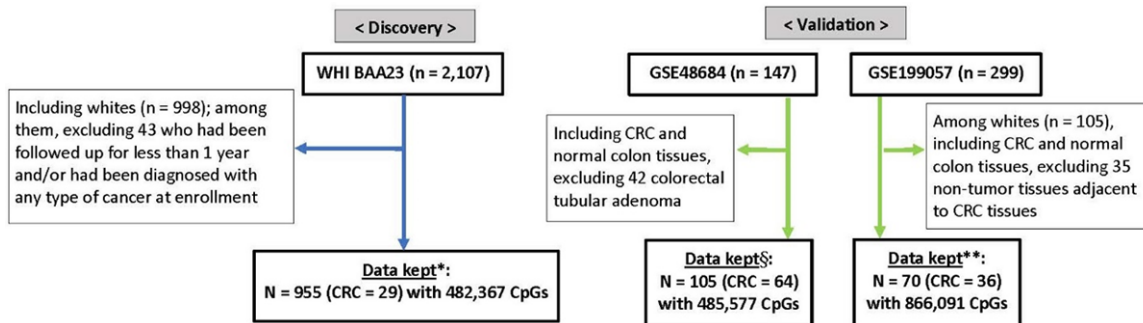 < Discovery >
< Validation >
WHI BAA23 (n = 2,107)
GSE48684 (n = 147)
GSE199057 (n = 299)
Including whites (n = 998); among
them, excluding 43 who had been
followed up for less than 1 year
and/or had been diagnosed with
any type of cancer at enrollment
Including CRC and
normal colon tissues,
excluding 42 colorectal
tubular adenoma
Among whites (n = 105),
including CRC and normal
colon tissues, excluding 35
non-tumor tissues adjacent
to CRC tissues
Data kept*:
N = 955 (CRC = 29) with 482,367 CpGs
Data kept§:
N = 105 (CRC = 64)
with 485,577 CpGs
Data kept**:
N = 70 (CRC = 36)
with 866,091 CpGs